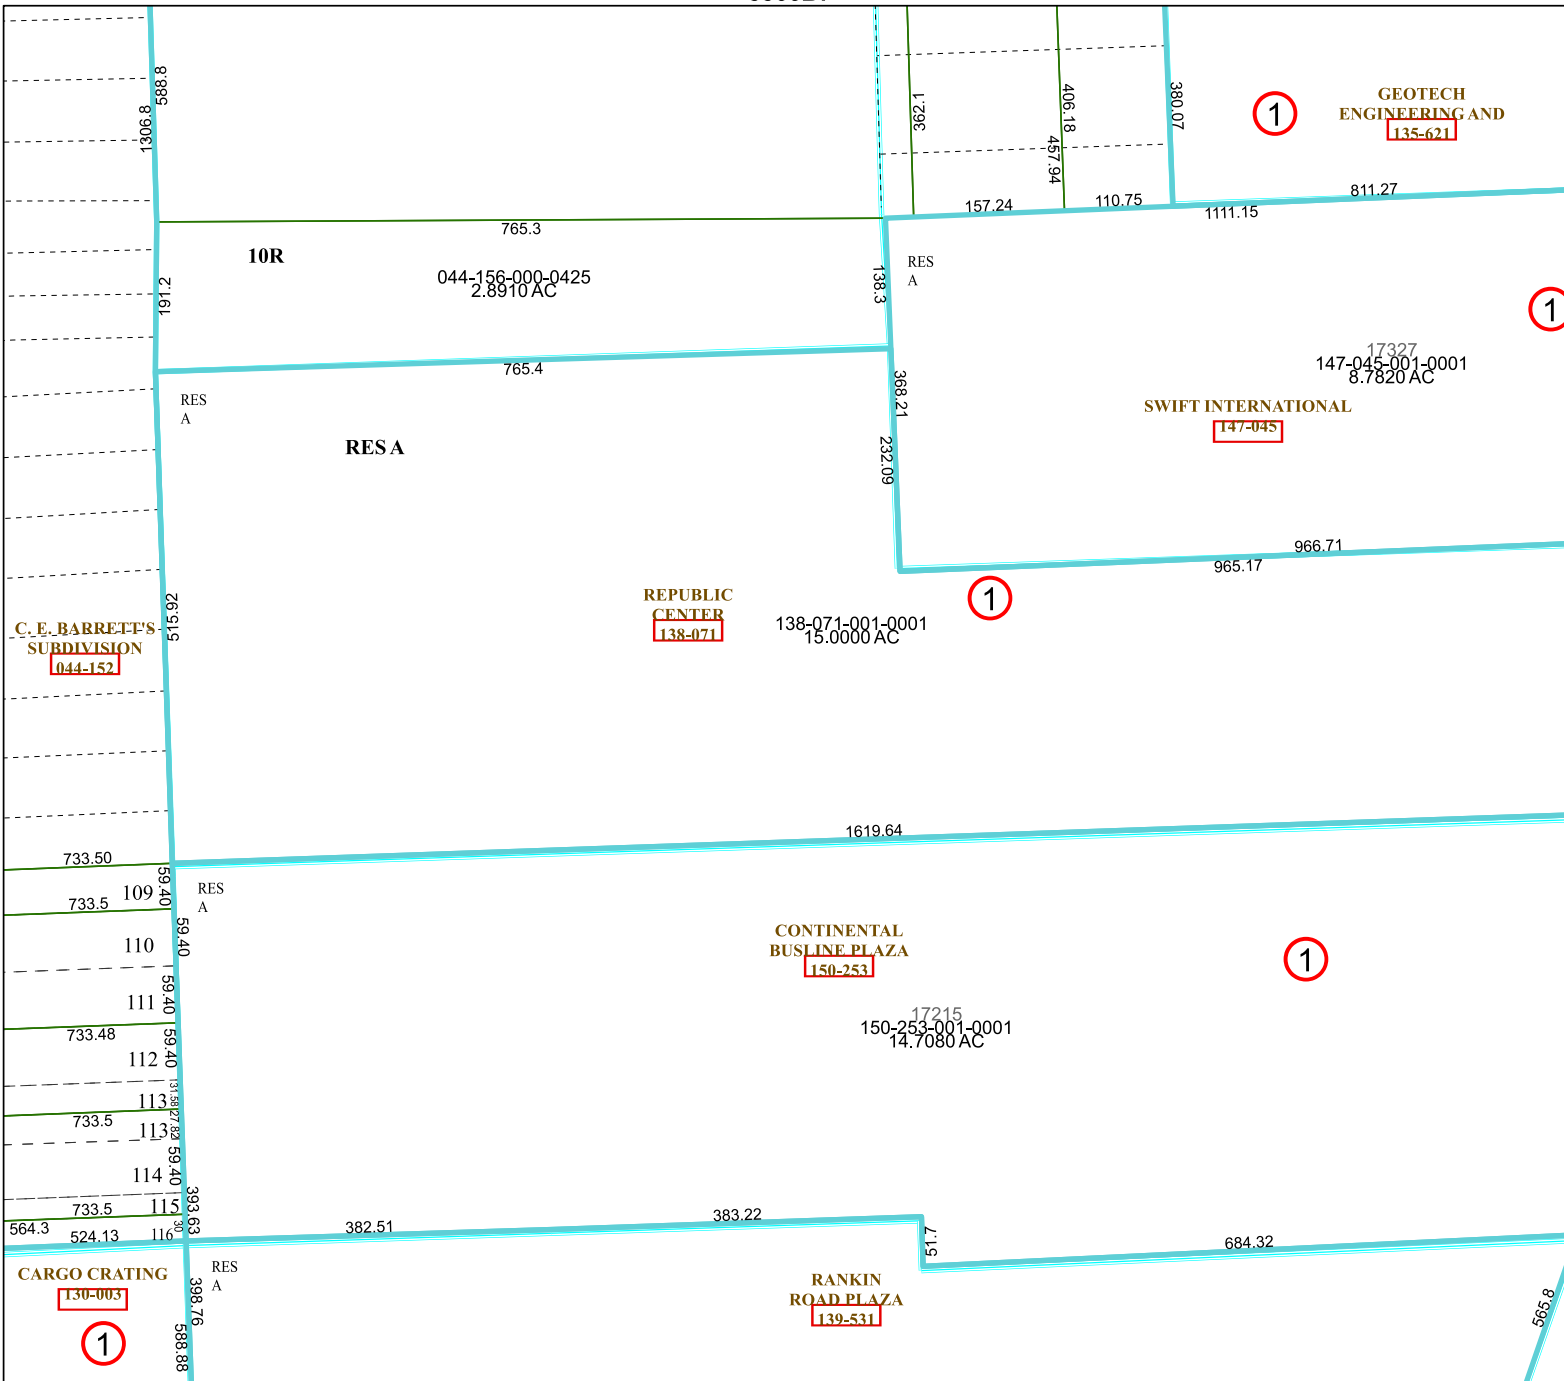 588.8
1306.8
362.1
406.18
457.94
380.07
1
GEOTECH
ENGINEERING AND
135-621
157.24
110.75
811.27
1111.15
765.3
10R
044-156-000-0425
2.8910 AC
191.2
138.3
RES
A
1
17327
147-045-001-0001
8.7820 AC
765.4
368.21
RES
A
SWIFT INTERNATIONAL
147-045
RES A
232.09
966.71
965.17
515.92
REPUBLIC
CENTER
138-071
1
138-071-001-0001
15.0000 AC
C. E. BARRETT'S
SUBDIVISION
044-152
1619.64
733.50
59.40
109
RES
A
733.5
59.40
110
CONTINENTAL
BUSLINE PLAZA
150-253
1
59.40
111
17215
150-253-001-0001
14.7080 AC
733.48
59.40
112
31.58
113
733.5
27.82
113
59.40
114
393.63
115
733.5
564.3
30
116
524.13
382.51
383.22
51.7
684.32
CARGO CRATING
130-003
RES
A
398.76
RANKIN
ROAD PLAZA
139-531
565.8
1
588.88